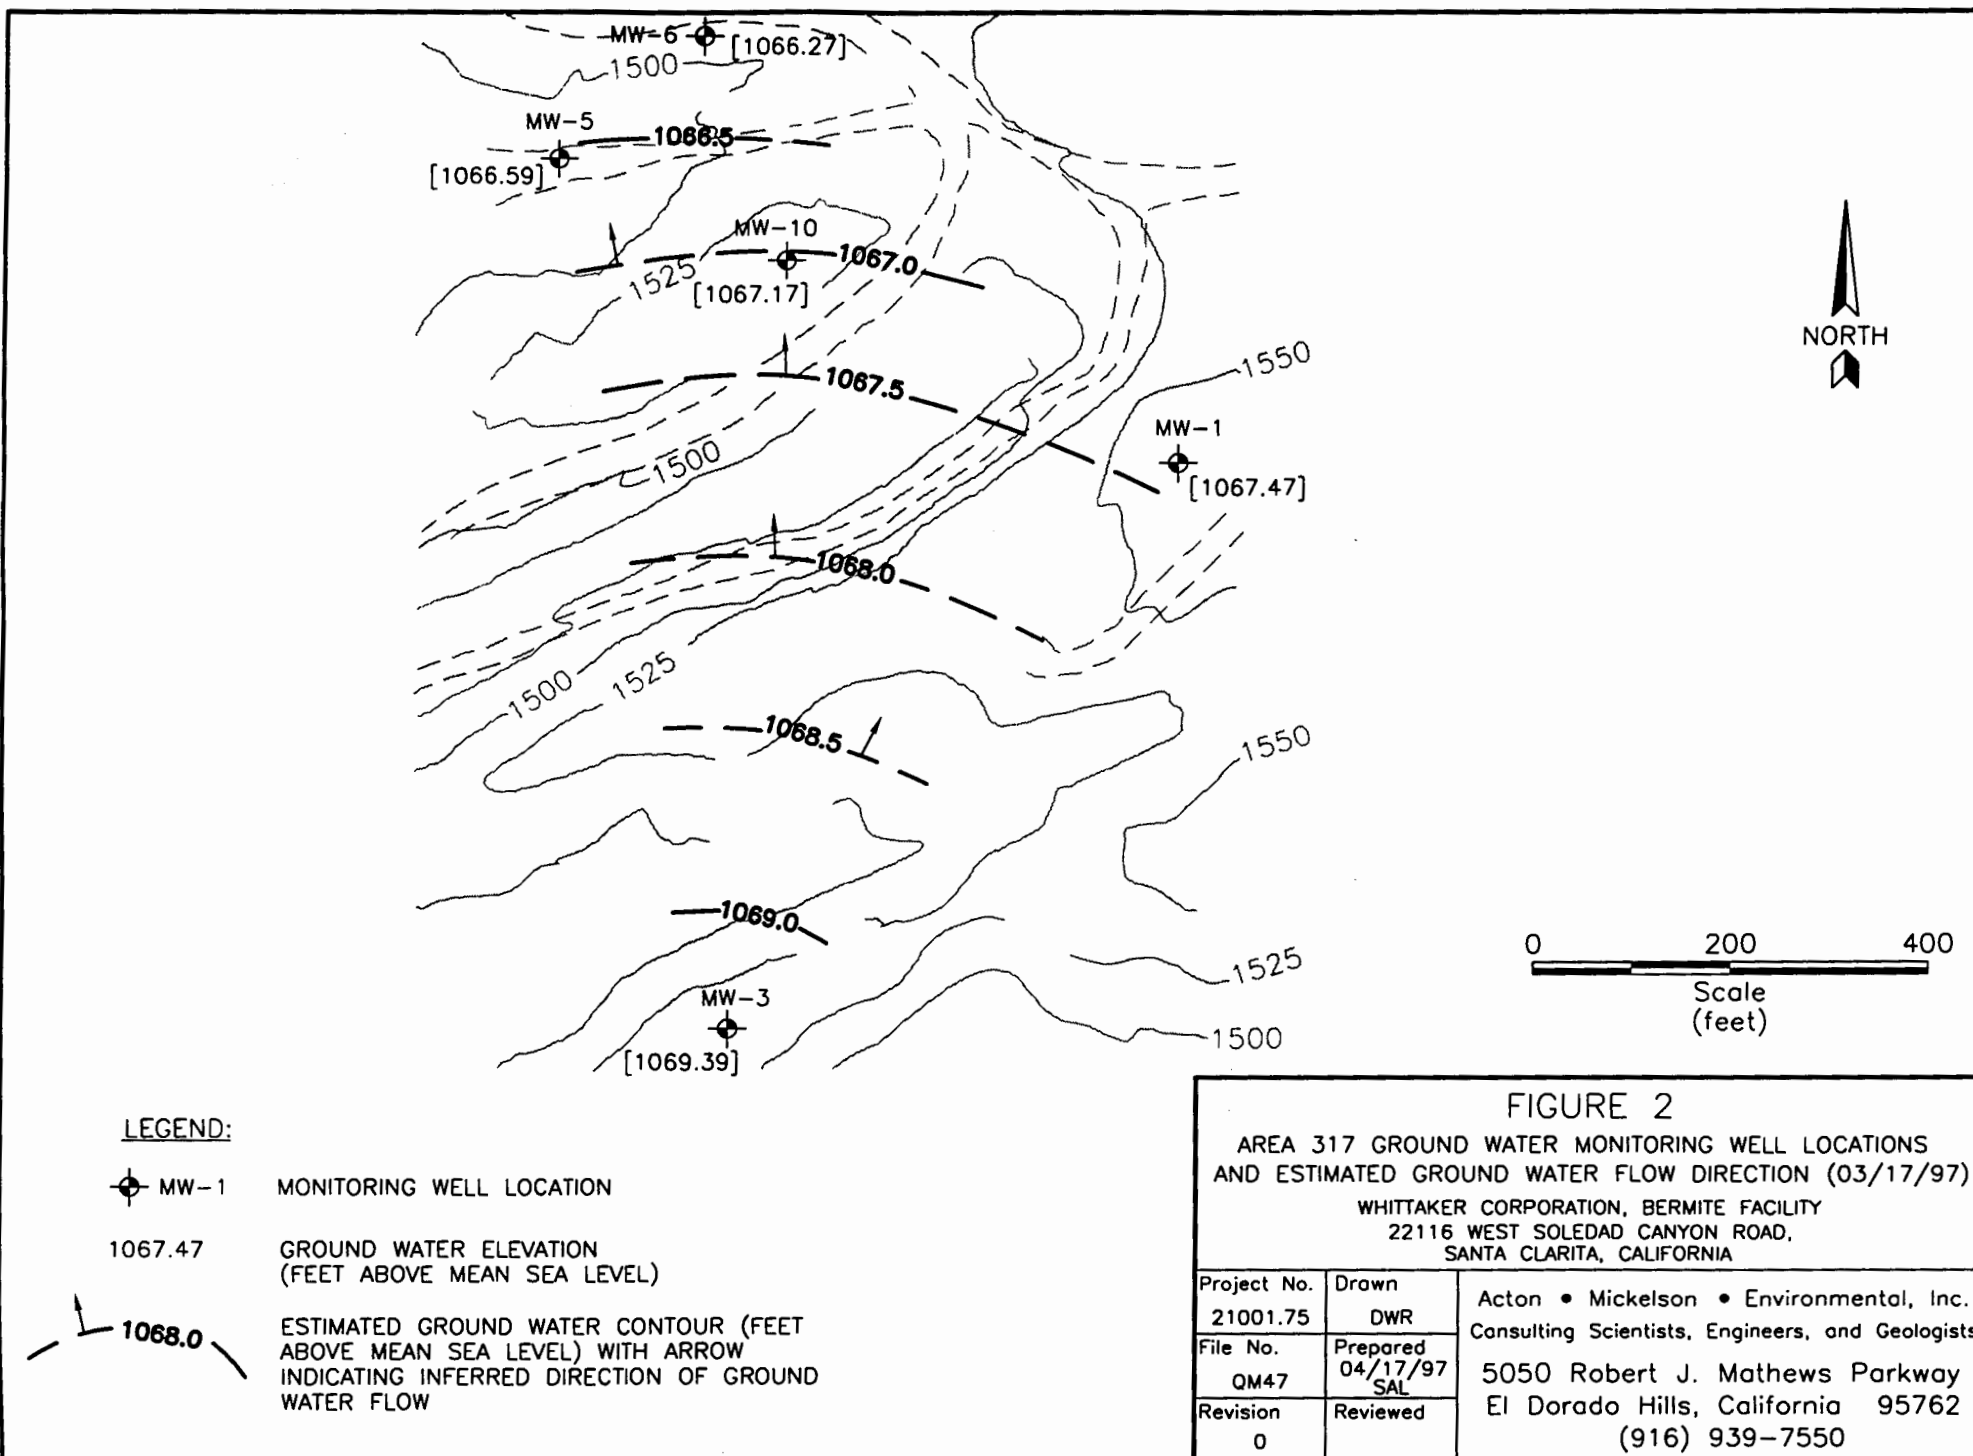 MW-6
[1066.27]
1500
MW-5
1066.5
[1066.59]
MW-10
1067.0
1525
[1067.17]
NORTH
1550
1067.5
MW-1
1500
[1067.47]
1068.0
1525
1500
1068.5
1550
1069.0
0 200 400
Scale
(feet)
1525
MW-3
1500
[1069.39]
LEGEND:
MW-1 MONITORING WELL LOCATION
1067.47 GROUND WATER ELEVATION
(FEET ABOVE MEAN SEA LEVEL)
1068.0 ESTIMATED GROUND WATER CONTOUR (FEET
ABOVE MEAN SEA LEVEL) WITH ARROW
INDICATING INFERRED DIRECTION OF GROUND
WATER FLOW
FIGURE 2
AREA 317 GROUND WATER MONITORING WELL LOCATIONS
AND ESTIMATED GROUND WATER FLOW DIRECTION (03/17/97)
WHITTAKER CORPORATION, BERMITE FACILITY
22116 WEST SOLEDAD CANYON ROAD,
SANTA CLARITA, CALIFORNIA
Project No.
21001.75
Drawn
DWR
File No.
QM47
Prepared
04/17/97
SAL
Revision
0
Reviewed
Acton • Mickelson • Environmental, Inc.
Consulting Scientists, Engineers, and Geologists
5050 Robert J. Mathews Parkway
El Dorado Hills, California 95762
(916) 939-7550